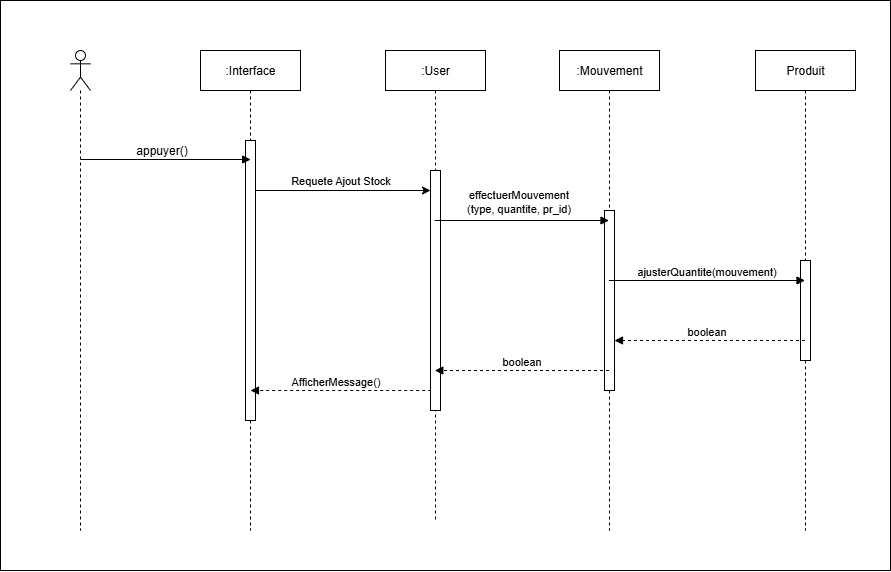 :Interface
:User
:Mouvement
Produit
appuyer()
Requete Ajout Stock
effectuerMouvement
(type, quantite, pr_id)
ajusterQuantite(mouvement)
boolean
boolean
AfficherMessage()